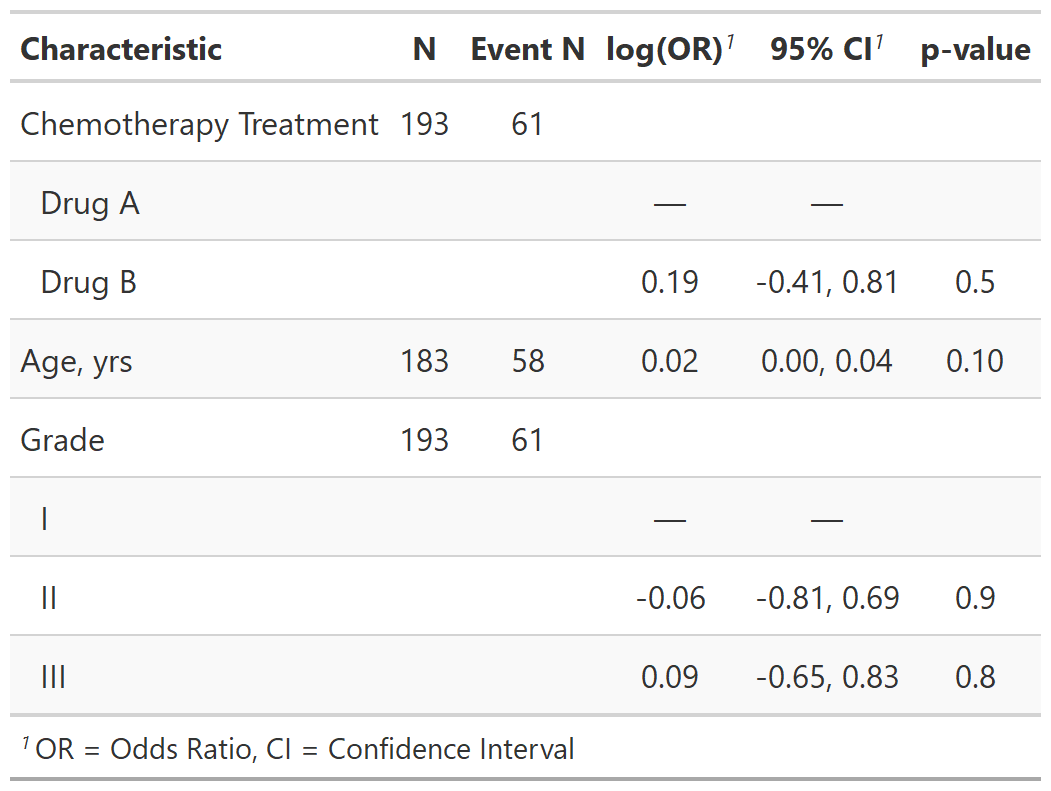 Characteristic N Event N log(OR)1 95% CI1 p-value
Chemotherapy Treatment 193 61
Drug A — —
Drug B 0.19 -0.41, 0.81 0.5
Age, yrs 183 58 0.02 0.00, 0.04 0.10
Grade 193 61
I — —
II -0.06 -0.81, 0.69 0.9
III 0.09 -0.65, 0.83 0.8
1 OR = Odds Ratio, CI = Confidence Interval